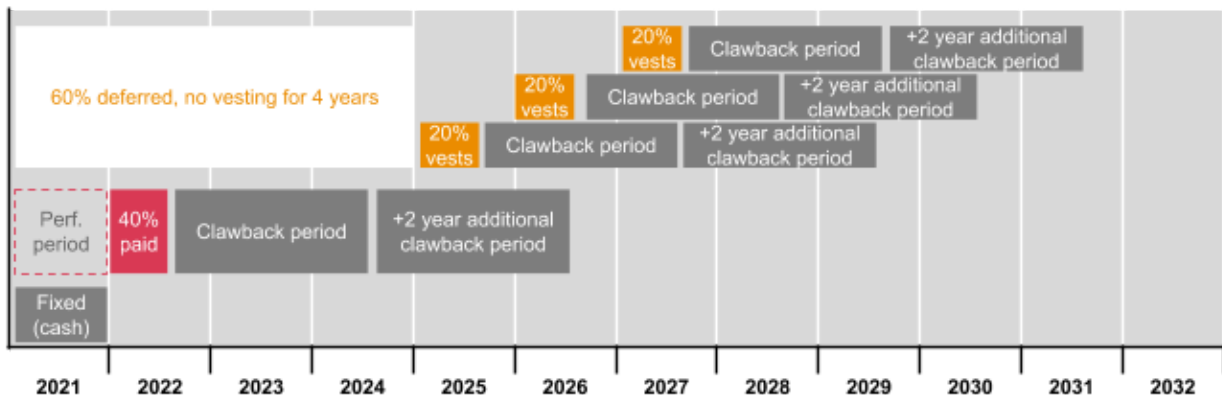 20%
vests
Clawback period
+2 year additional
clawback period
60% deferred, no vesting for 4 years
20%
vests
Clawback period
+2 year additional
clawback period
20%
vests
Clawback period
+2 year additional
clawback period
Perf.
period
40%
paid
Clawback period
+2 year additional
clawback period
Fixed
(cash)
2021 2022 2023 2024 2025 2026 2027 2028 2029 2030 2031 2032